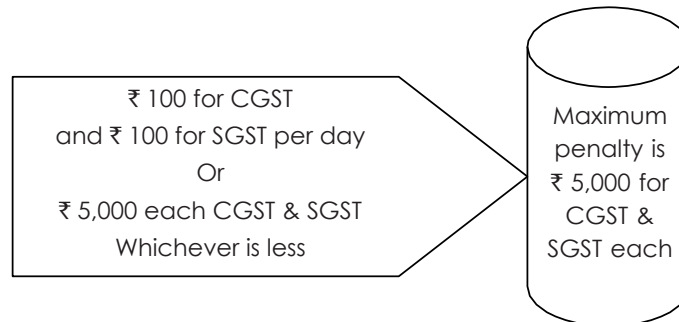 ₹ 100 for CGST
and ₹ 100 for SGST per day
Or
₹ 5,000 each CGST & SGST
Whichever is less
Maximum
penalty is
₹ 5,000 for
CGST &
SGST each